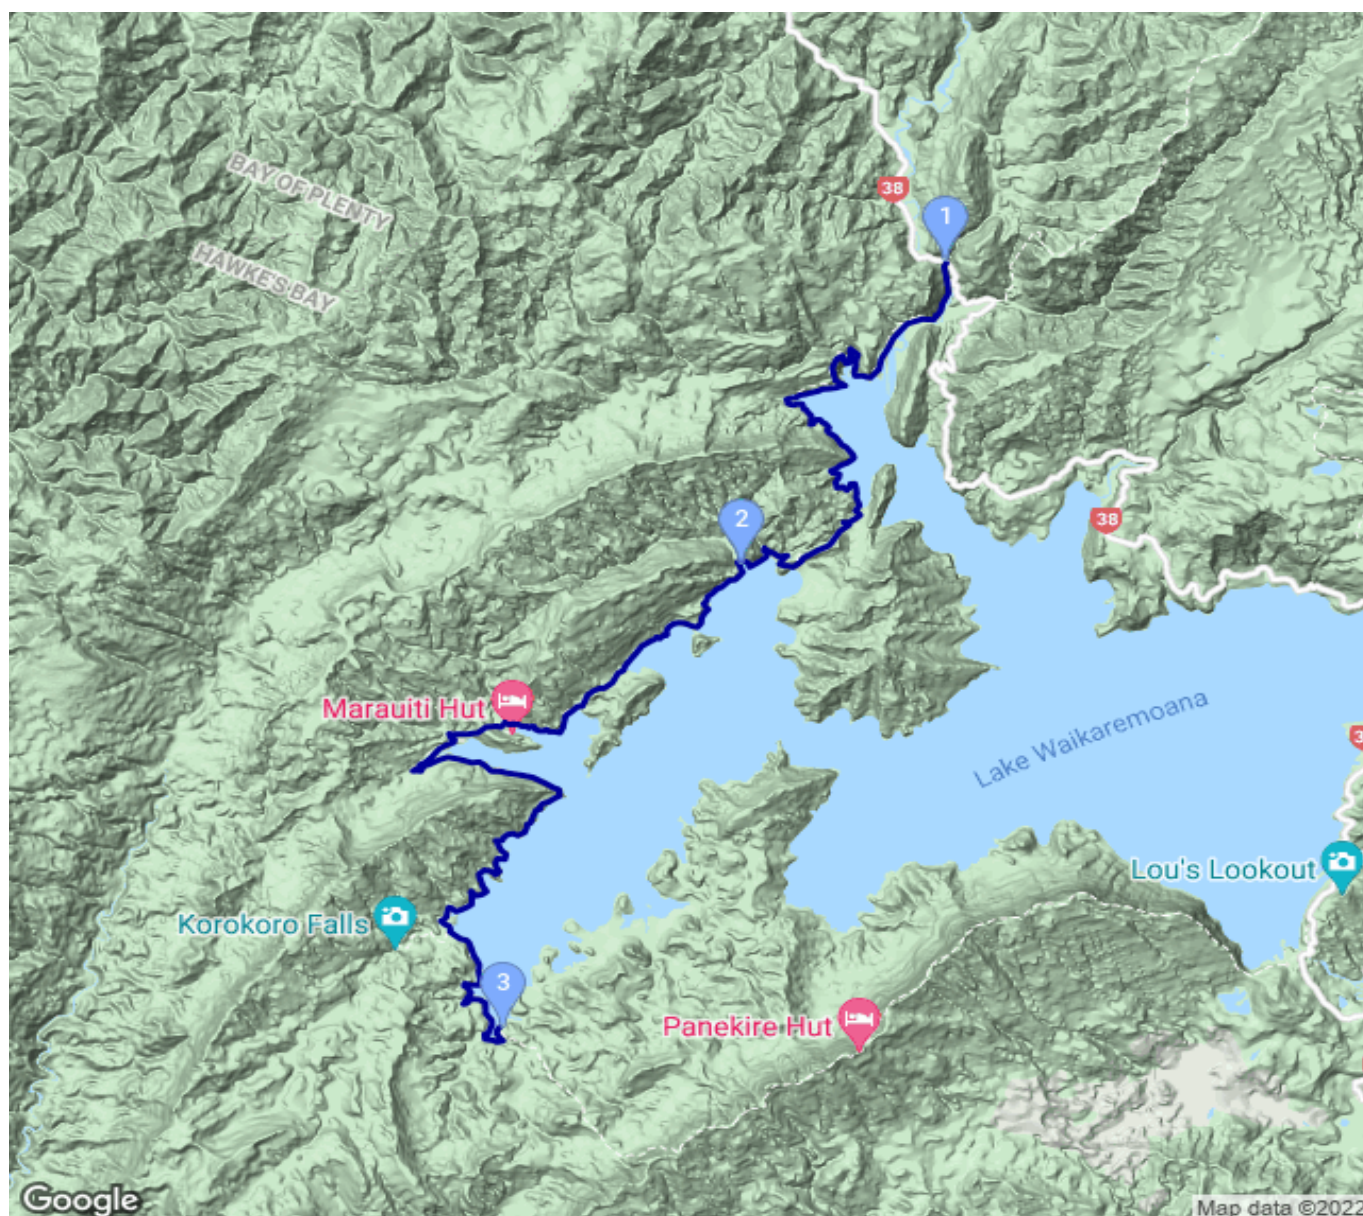 BAY OF PLENTY
HAWKE'S BAY
38
1
38
2
Marauiti Hut
Lake Waikaremoana
3
Lou's Lookout
Korokoro Falls
3
Panekire Hut
Google
Map data ©2022